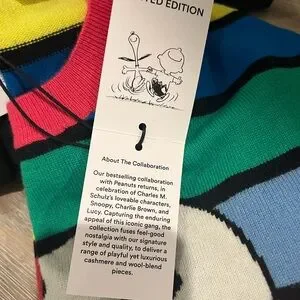 EDITION
About The Collaboration
Our bestselling collaboration
with Peanuts returns, in
celebration of Charles M.
Schulz's loveable characters,
Snoopy, Charlie Brown, and
Lucy. Capturing the enduring
appeal of this iconic gang, the
collection fuses feel-good
nostalgia with our signature
style and quality, to deliver a
range of playful yet luxurious
cashmere and wool-blend
pieces.